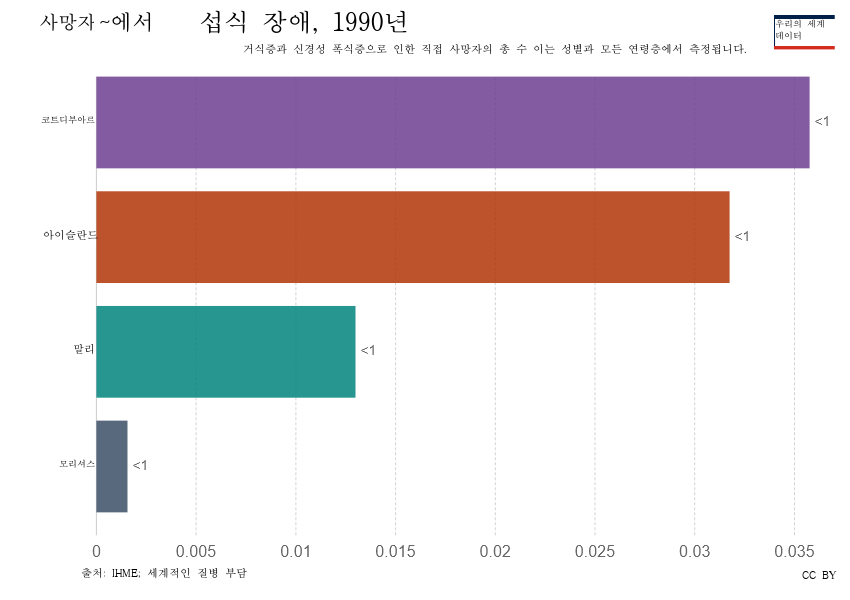 사망자 ~에서 섭식 장애, 1990년
거식증과 신경성 폭식증으로 인한 직접 사망자의 총 수 이는 성별과 모든 연령층에서 측정됩니다.
우리의 세계
데이터
코트디부아르
<1
아이슬란드
<1
말리
<1
모리셔스
<1
0 0.005 0.01 0.015 0.02 0.025 0.03 0.035
출처: IHME; 세계적인 질병 부담
CC BY